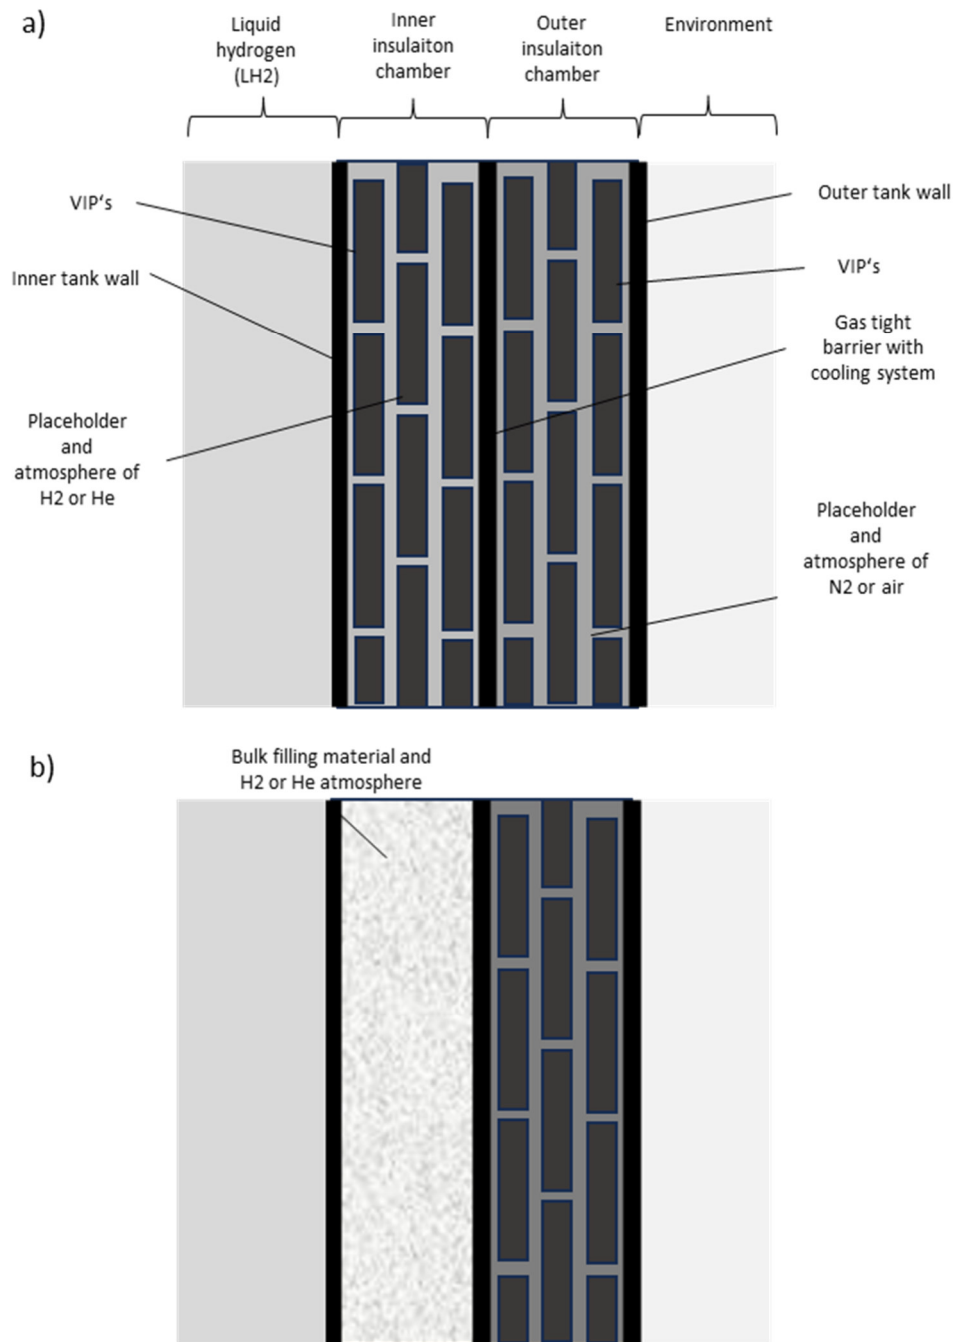 a)
Liquid
hydrogen
(LH2)
Inner
insulaiton
chamber
Outer
insulaiton
chamber
Environment
VIP‘s
Inner tank wall
Placeholder
and
atmosphere of
H2 or He
Outer tank wall
VIP‘s
Gas tight
barrier with
cooling system
Placeholder
and
atmosphere of
N2 or air
b)
Bulk filling material and
H2 or He atmosphere